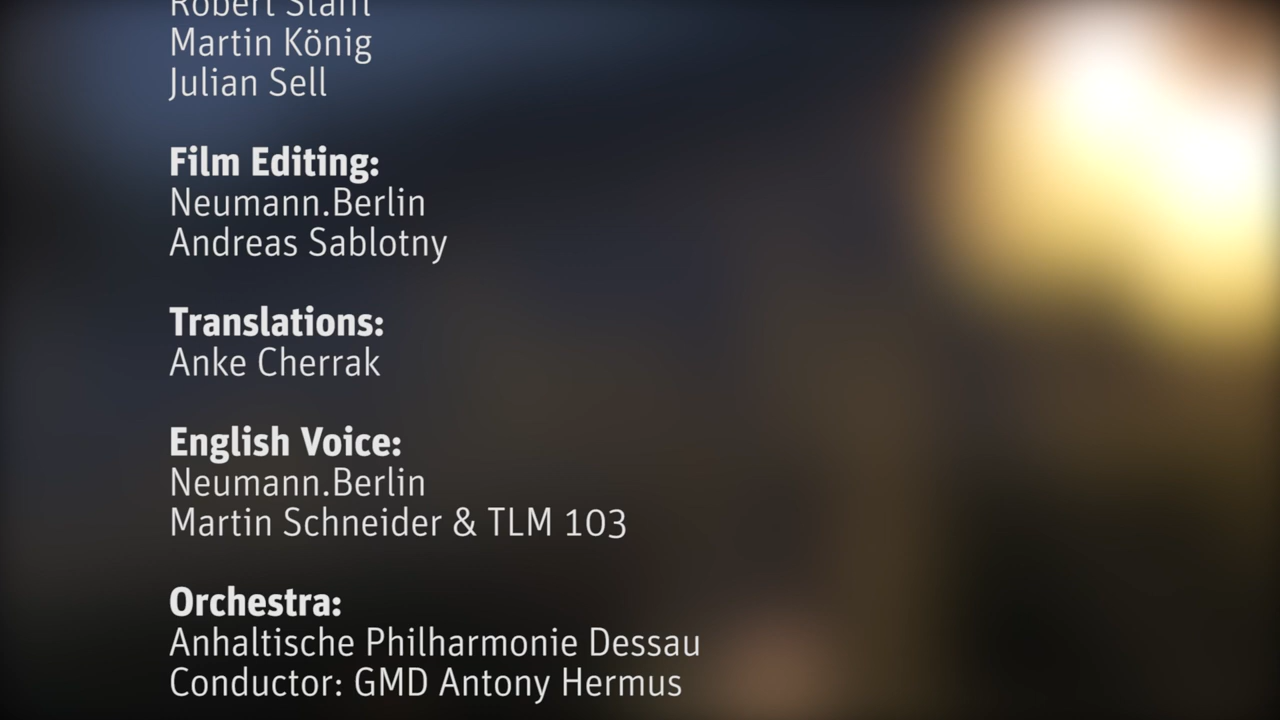 Robert
Martin König
Julian Sell
Film Editing:
Neumann.Berlin
Andreas Sablotny
Translations:
Anke Cherrak
English Voice:
Neumann.Berlin
Martin Schneider & TLM 103
Orchestra:
Anhaltische Philharmonie Dessau
Conductor: GMD Antony Hermus